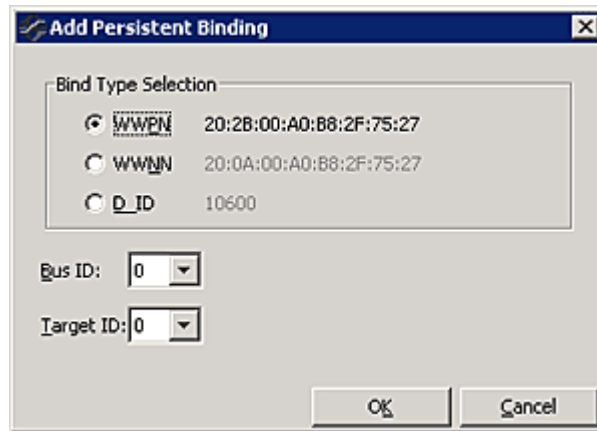 Add Persistent Binding
Bind Type Selection
WWPN 20:2B:00:A0:B8:2F:75:27
WWNN 20:0A:00:A0:B8:2F:75:27
D_ID 10600
Bus ID: 0
Target ID: 0
OK Cancel